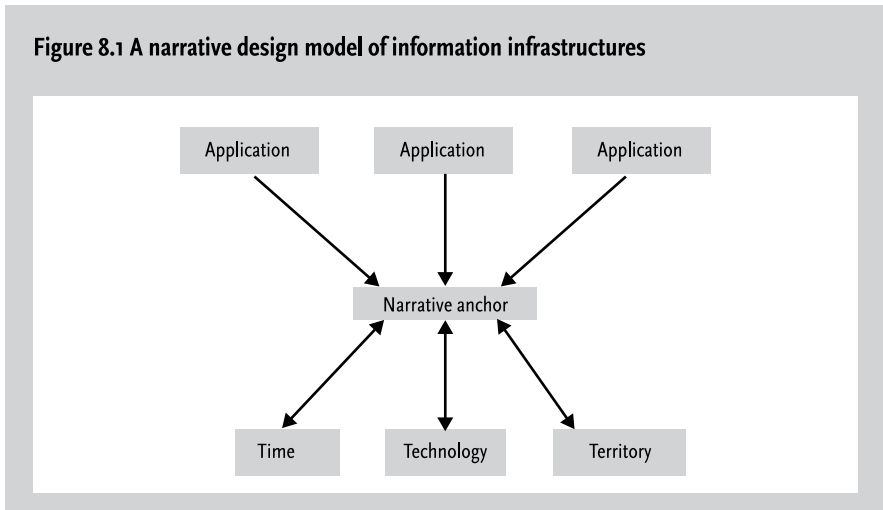 Figure 8.1 A narrative design model of information infrastructures
Application Application Application
Narrative anchor
Time Technology Territory